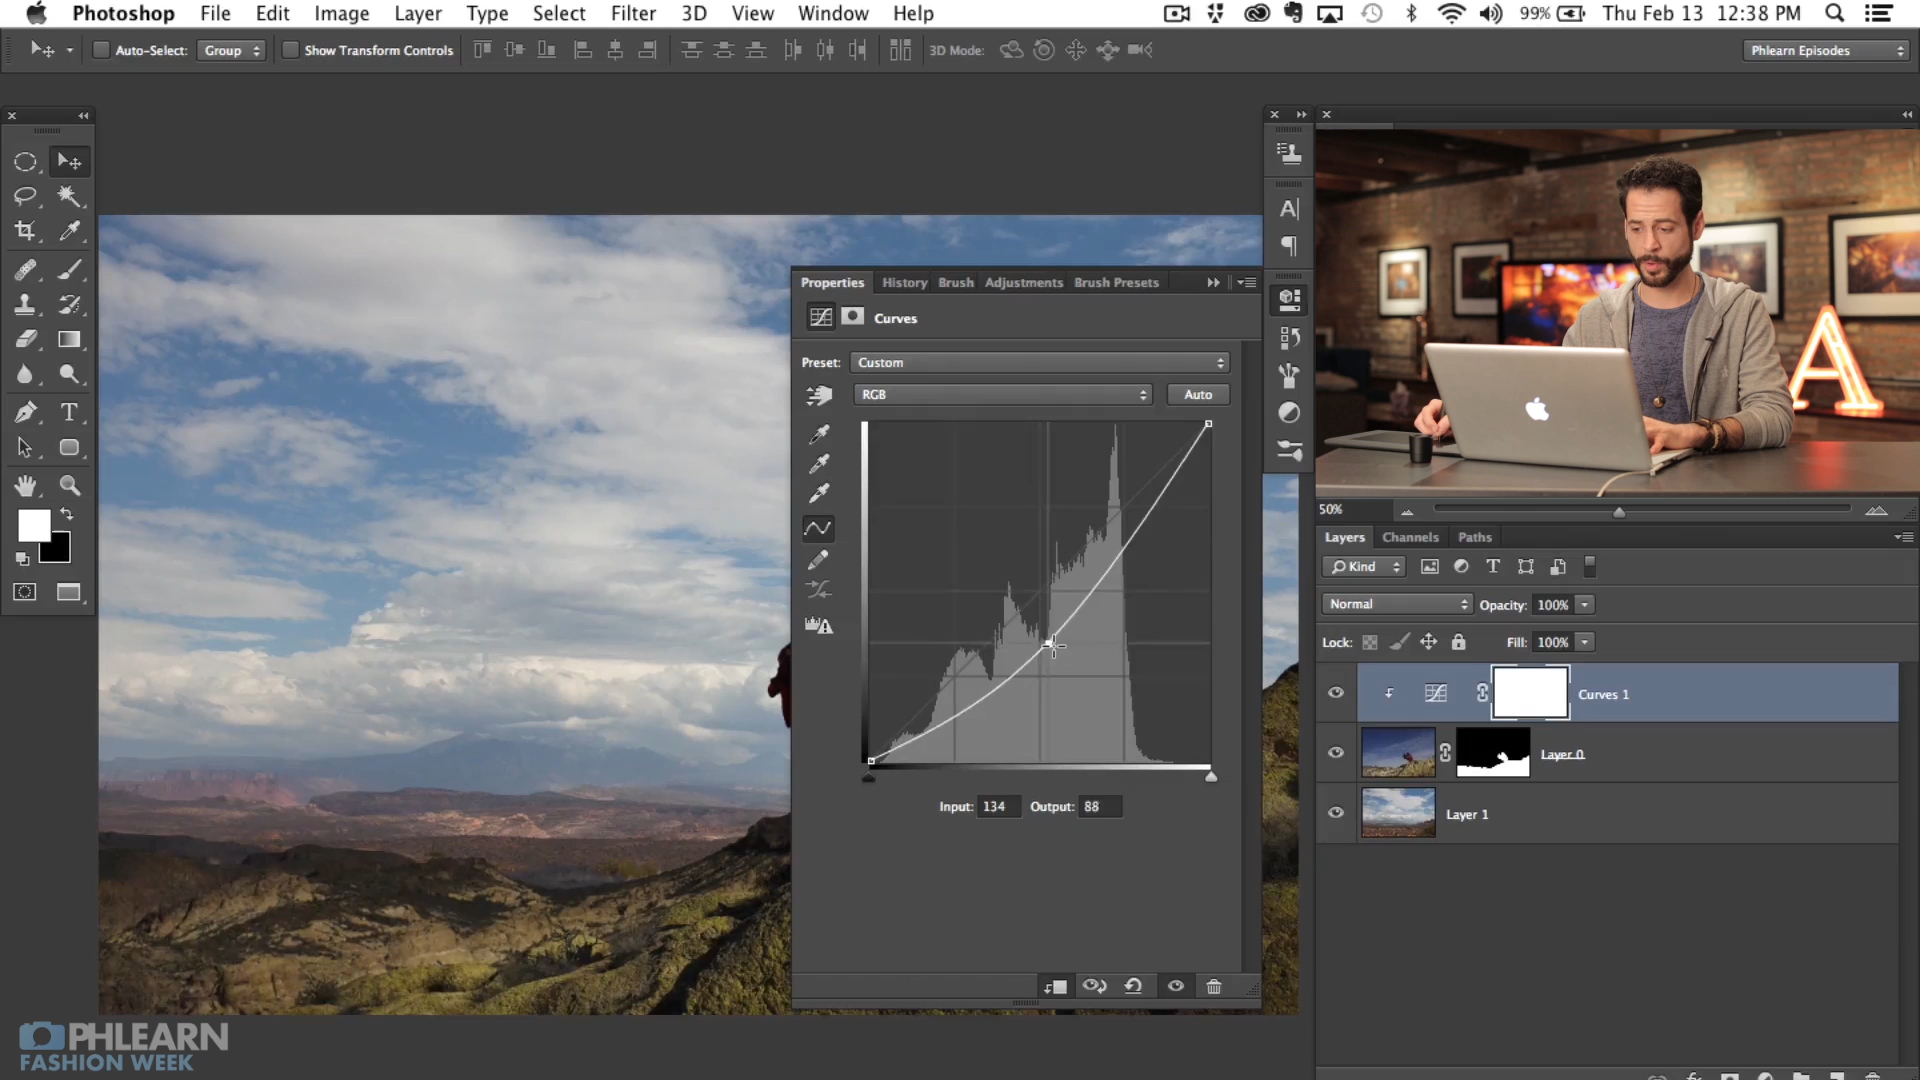 Photoshop File Edit Image Layer Type Select Filter 3D View Window Help 99% Thu Feb 13 12:38 PM
Auto-Select: Group Show Transform Controls 3D Mode: Phlearn Episodes
Properties History Brush Adjustments Brush Presets
Curves
Preset: Custom
RGB Auto
Input: 134 Output: 88
A
50%
Layers Channels Paths
Kind
Normal Opacity: 100%
Lock: Fill: 100%
Curves 1
Layer 0
Layer 1
PHLEARN
FASHION WEEK